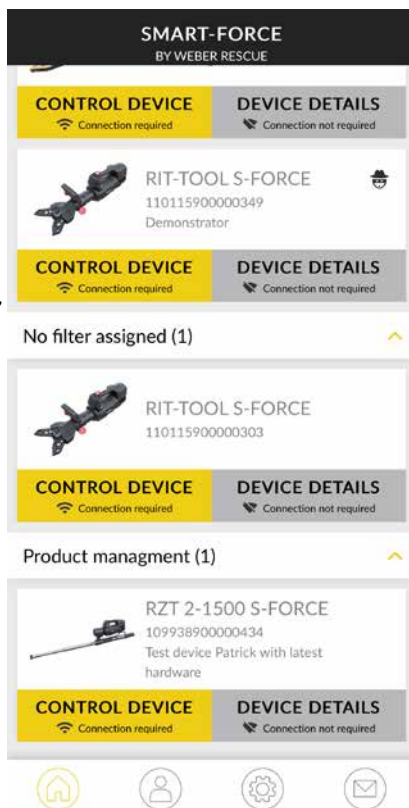 SMART-FORCE
BY WEBER RESCUE
CONTROL DEVICE DEVICE DETAILS
Connection required Connection not required
RIT-TOOL S-FORCE
110115900000349
Demonstrator
CONTROL DEVICE DEVICE DETAILS
Connection required Connection not required
No filter assigned (1)
RIT-TOOL S-FORCE
110115900000303
CONTROL DEVICE DEVICE DETAILS
Connection required Connection not required
Product managment (1)
RZT 2-1500 S-FORCE
109938900000434
Test device Patrick with latest
hardware
CONTROL DEVICE DEVICE DETAILS
Connection required Connection not required